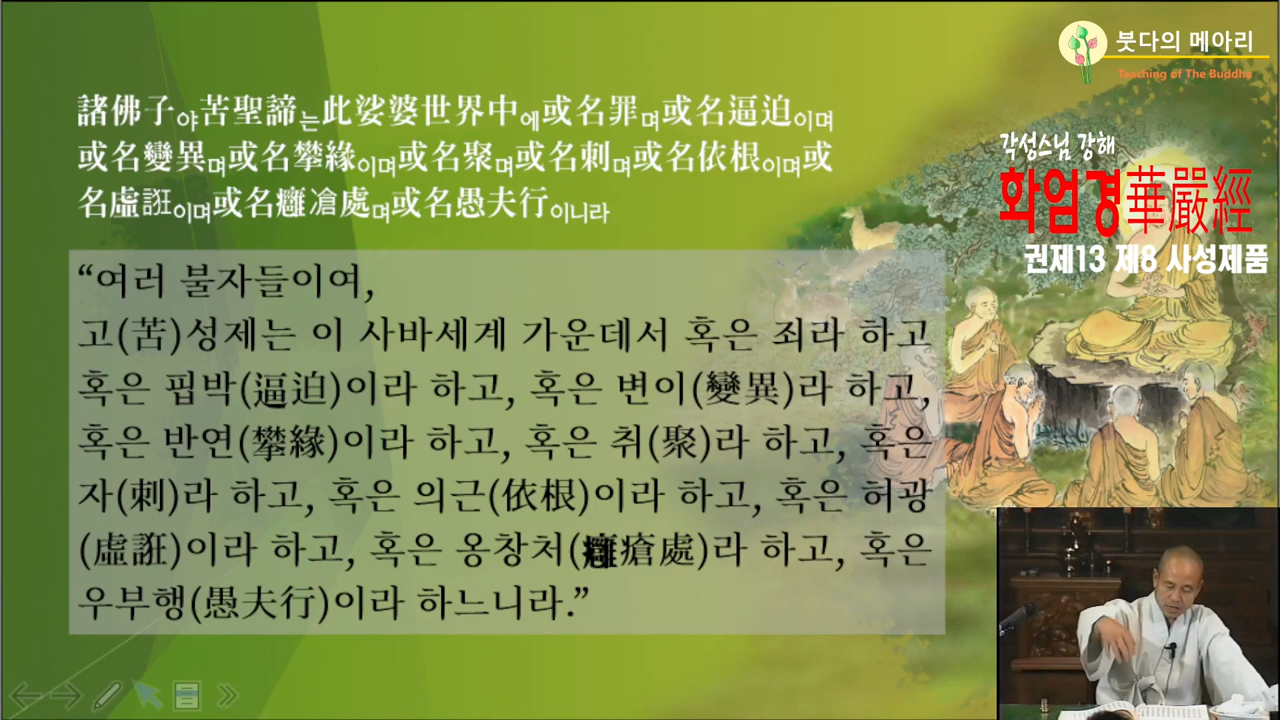 諸佛子야苦聖諦는此娑婆世界中에或名罪며或名逼迫이며
或名變異며或名攀緣이며或名聚며或名刺며或名依根이며或
名虛誑이며或名癰滄處며或名愚夫行이니라
“여러 불자들이여,
고(苦)성제는 이 사바세계 가운데서 혹은 죄라 하고
혹은 핍박(逼迫)이라 하고, 혹은 변이(變異)라 하고,
혹은 반연(攀緣)이라 하고, 혹은 취(聚)라 하고, 혹은
자(刺)라 하고, 혹은 의근(依根)이라 하고, 혹은 허광
(虛誑)이라 하고, 혹은 옹창처(癰瘡處)라 하고, 혹은
우부행(愚夫行)이라 하느니라.”
붓다의 메아리
Teaching of The Buddha
각성스님 강해
화엄경華嚴經
권제13 제8 사성제품